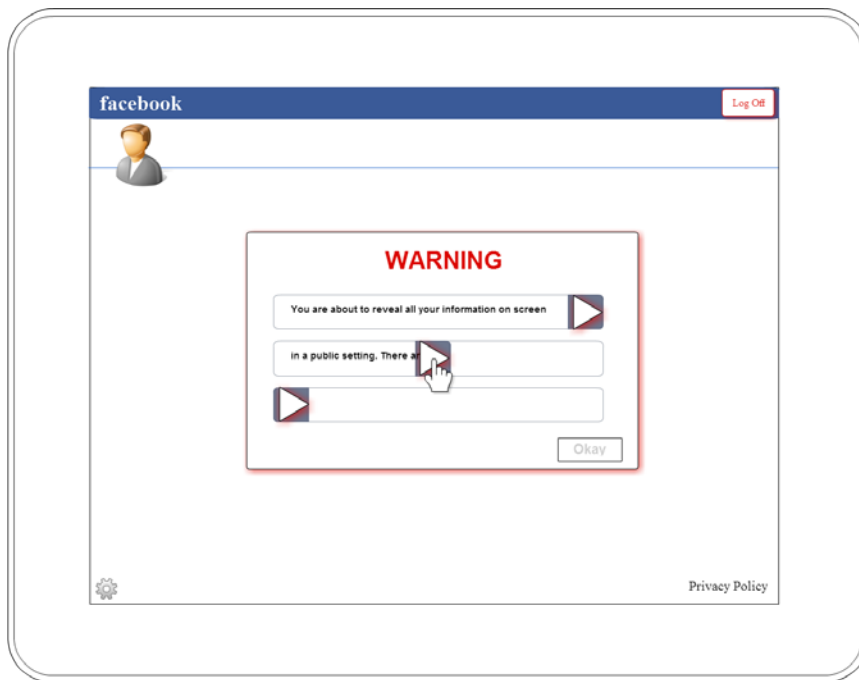 facebook
Log Off
WARNING
You are about to reveal all your information on screen
in a public setting. There
Okay
Privacy Policy